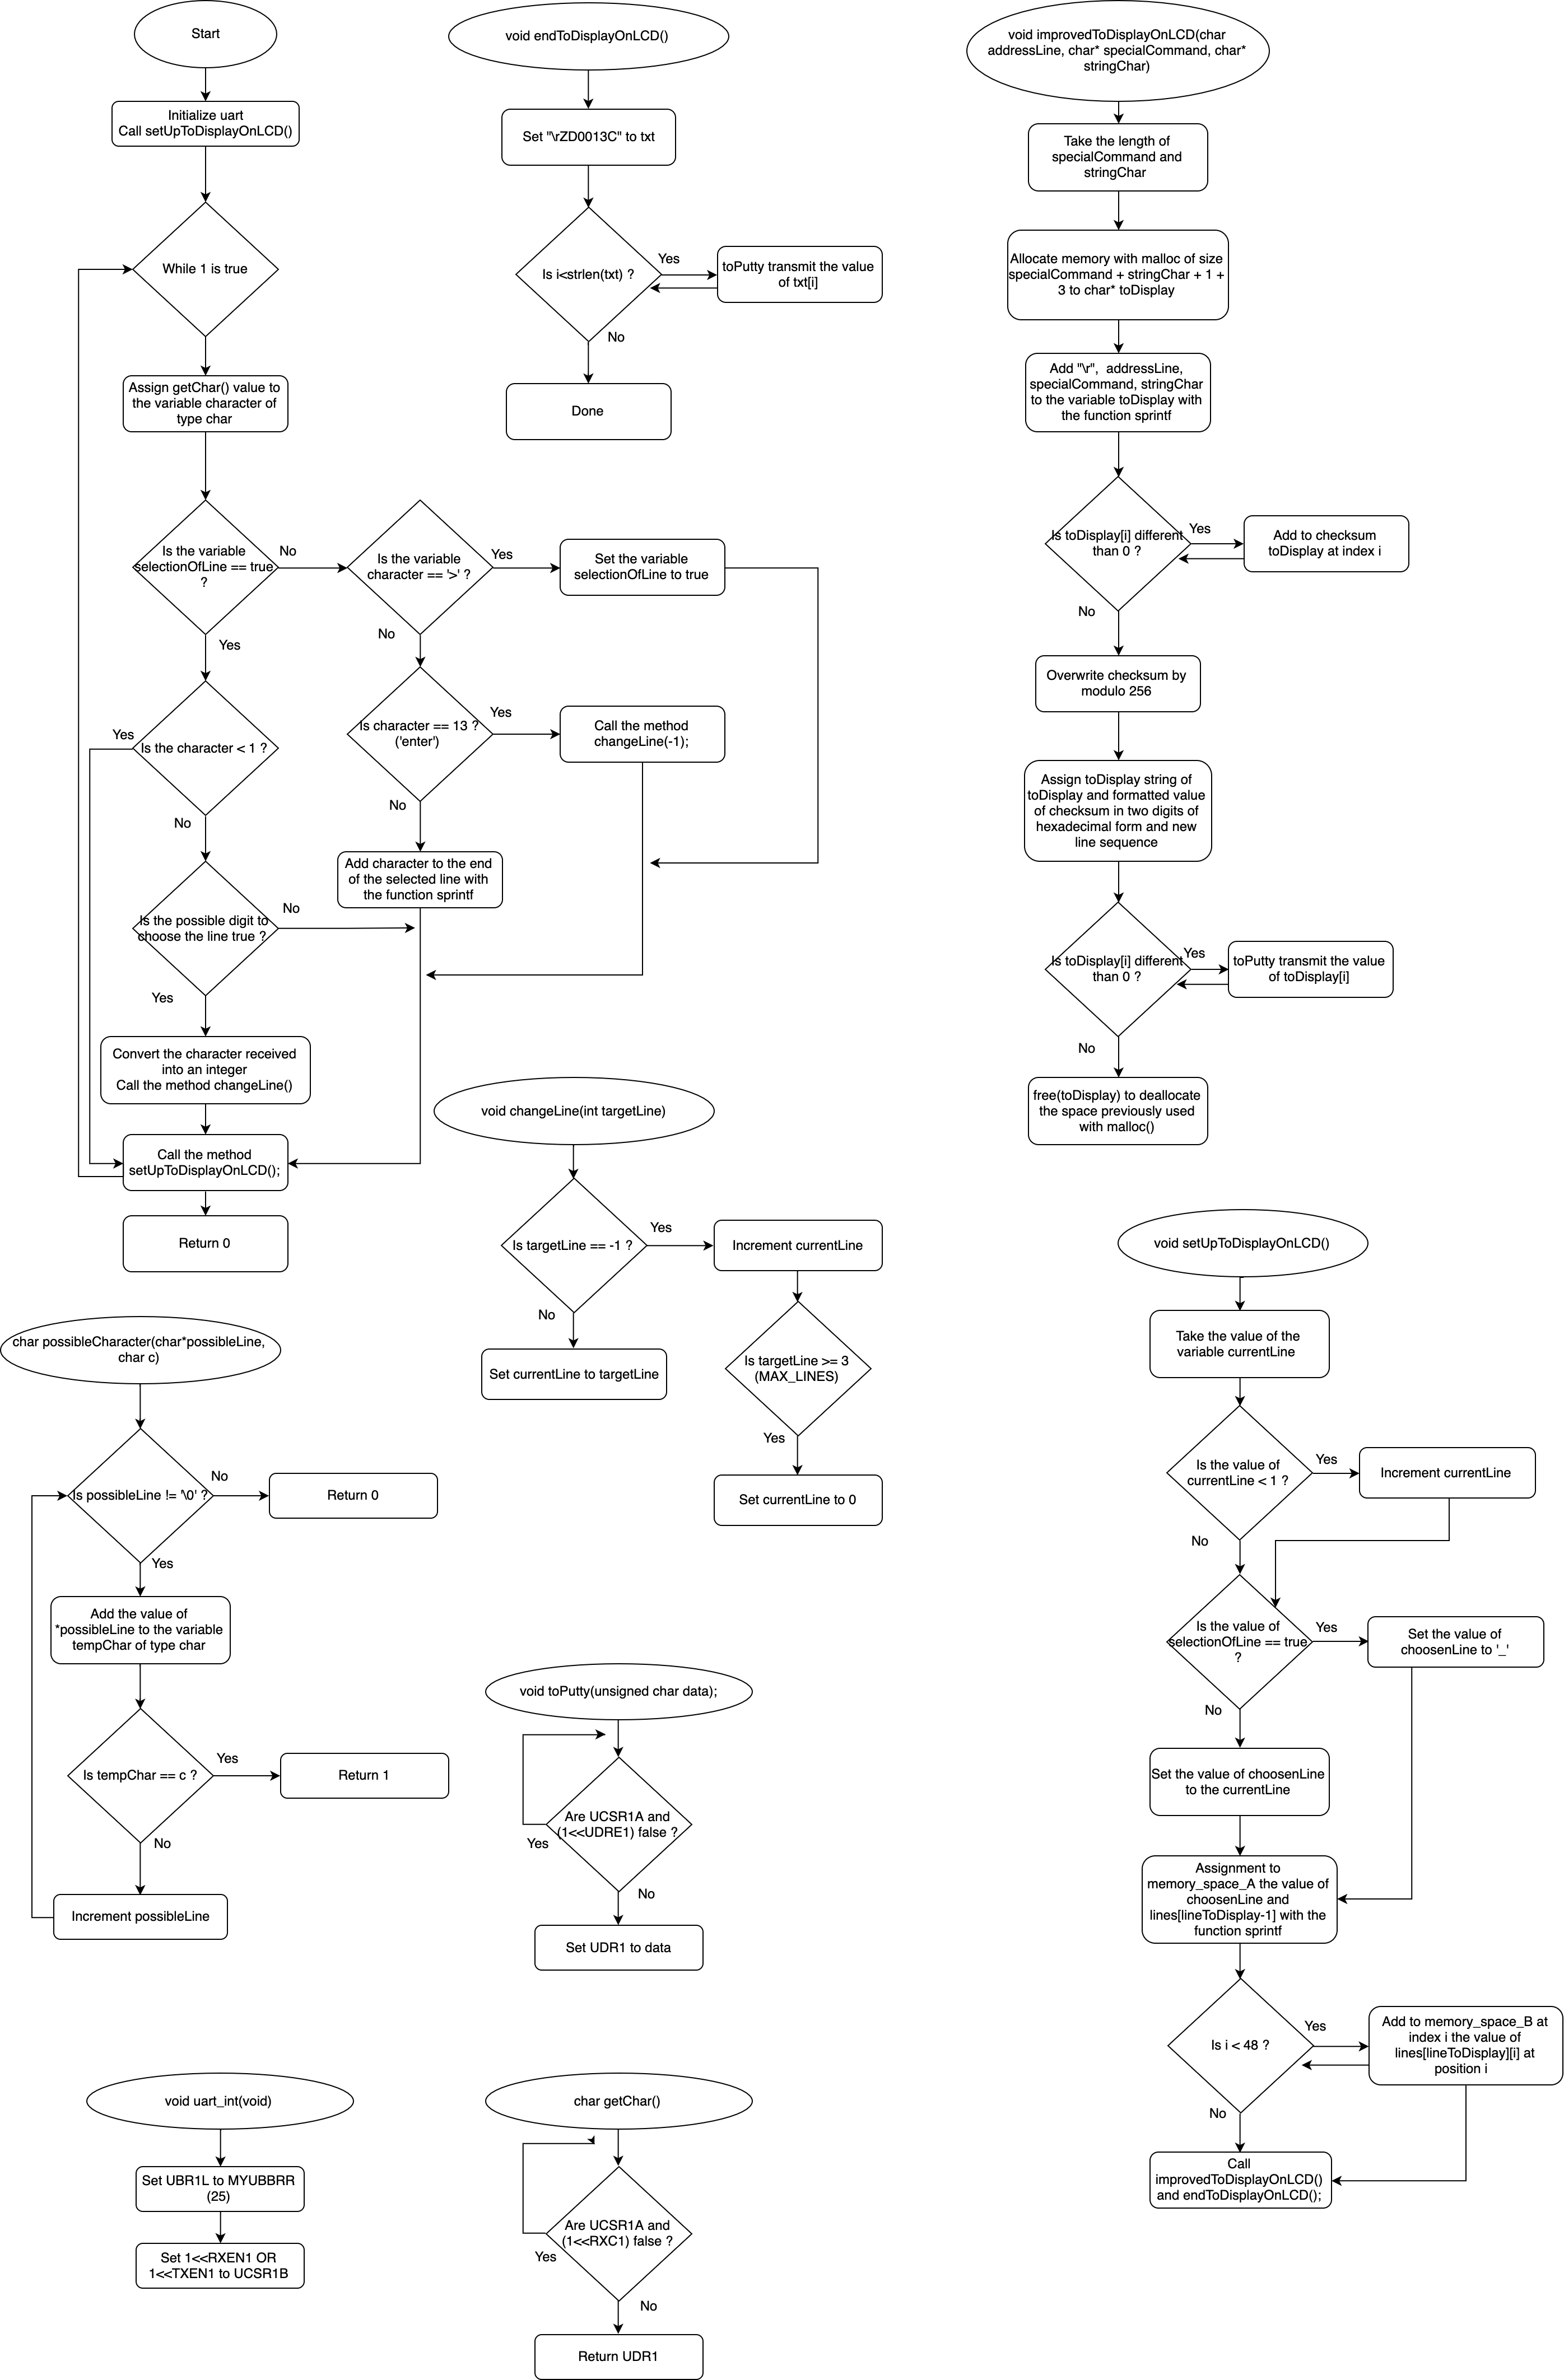 Start
Initialize uart
Call setUpToDisplayOnLCD()
While 1 is true
Assign getChar() value to
the variable character of
type char
Is the variable
selectionOfLine == true
?
No
Yes
Is the variable
character == '>' ?
Yes
No
Set the variable
selectionOfLine to true
Is the character < 1 ?
Yes
No
Is character == 13 ?
('enter')
Yes
No
Call the method
changeLine(-1);
Add character to the end
of the selected line with
the function sprintf
Is the possible digit to
choose the line true ?
No
Yes
Convert the character received
into an integer
Call the method changeLine()
Call the method
setUpToDisplayOnLCD();
Return 0
void endToDisplayOnLCD()
Set "\rZD0013C" to txt
Is i<strlen(txt) ?
Yes
toPutty transmit the value
of txt[i]
No
Done
void improvedToDisplayOnLCD(char
addressLine, char* specialCommand, char*
stringChar)
Take the length of
specialCommand and
stringChar
Allocate memory with malloc of size
specialCommand + stringChar + 1 +
3 to char* toDisplay
Add "\r",  addressLine,
specialCommand, stringChar
to the variable toDisplay with
the function sprintf
Is toDisplay[i] different
than 0 ?
Yes
Add to checksum
toDisplay at index i
No
Overwrite checksum by
modulo 256
Assign toDisplay string of
toDisplay and formatted value
of checksum in two digits of
hexadecimal form and new
line sequence
Is toDisplay[i] different
than 0 ?
Yes
toPutty transmit the value
of toDisplay[i]
No
free(toDisplay) to deallocate
the space previously used
with malloc()
void changeLine(int targetLine)
Is targetLine == -1 ?
Yes
Increment currentLine
No
Set currentLine to targetLine
Is targetLine >= 3
(MAX_LINES)
Yes
Set currentLine to 0
char possibleCharacter(char*possibleLine,
char c)
Is possibleLine != '\0' ?
No
Return 0
Yes
Add the value of
*possibleLine to the variable
tempChar of type char
Is tempChar == c ?
Yes
Return 1
No
Increment possibleLine
void toPutty(unsigned char data);
Are UCSR1A and
(1<<UDRE1) false ?
Yes
No
Set UDR1 to data
void setUpToDisplayOnLCD()
Take the value of the
variable currentLine
Is the value of
currentLine < 1 ?
Yes
Increment currentLine
No
Is the value of
selectionOfLine == true
?
Yes
Set the value of
choosenLine to '_'
No
Set the value of choosenLine
to the currentLine
Assignment to
memory_space_A the value of
choosenLine and
lines[lineToDisplay-1] with the
function sprintf
Is i < 48 ?
Yes
Add to memory_space_B at
index i the value of
lines[lineToDisplay][i] at
position i
No
Call
improvedToDisplayOnLCD()
and endToDisplayOnLCD();
void uart_int(void)
Set UBR1L to MYUBBRR
(25)
Set 1<<RXEN1 OR
1<<TXEN1 to UCSR1B
char getChar()
Are UCSR1A and
(1<<RXC1) false ?
Yes
No
Return UDR1